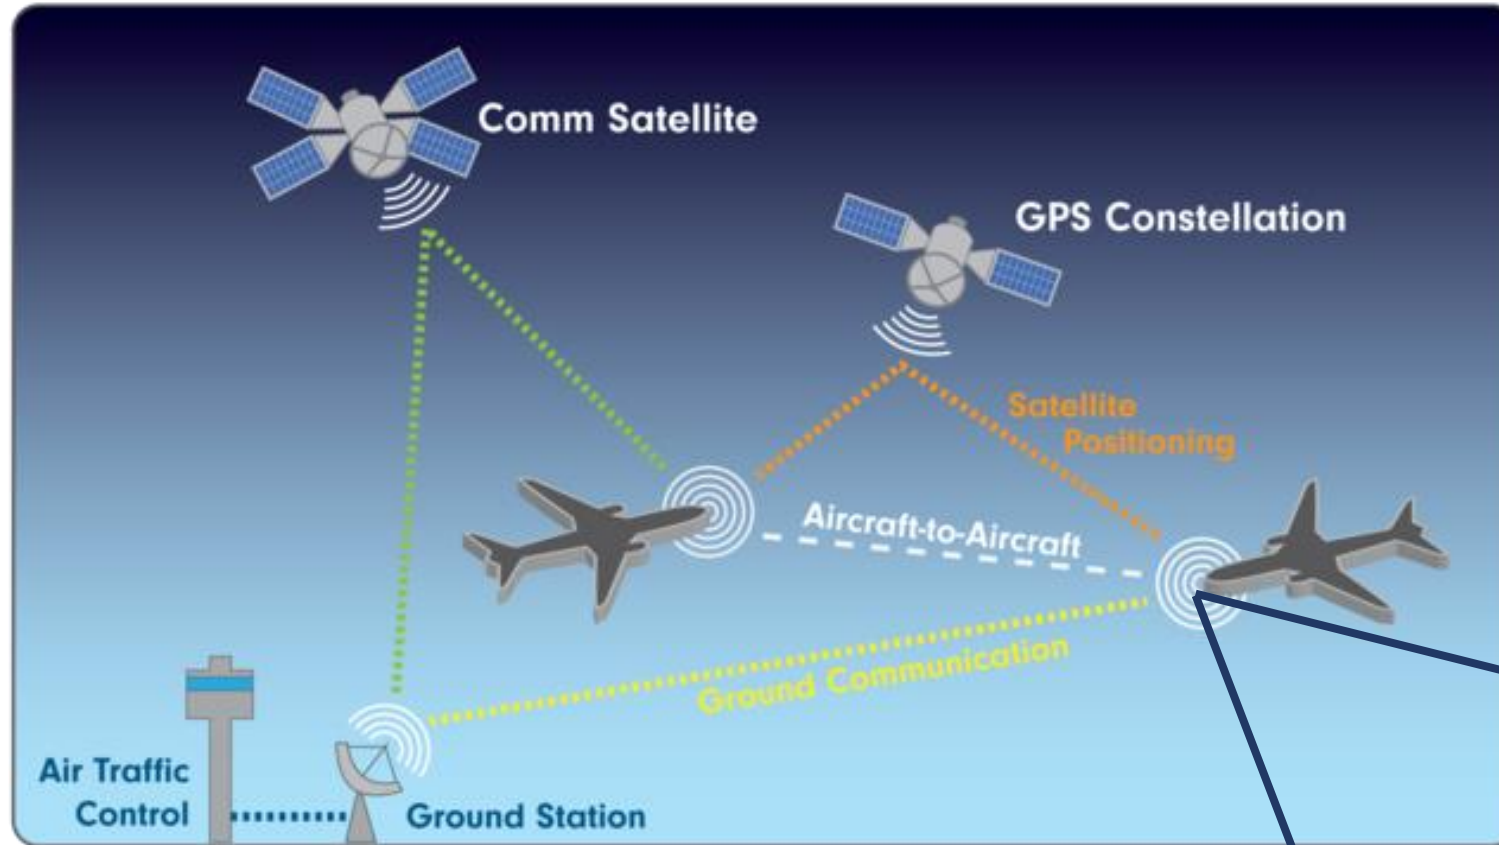 Comm Satellite
GPS Constellation
Satellite
Positioning
Aircraft-to-Aircraft
Ground Communication
Air Traffic
Control
Ground Station